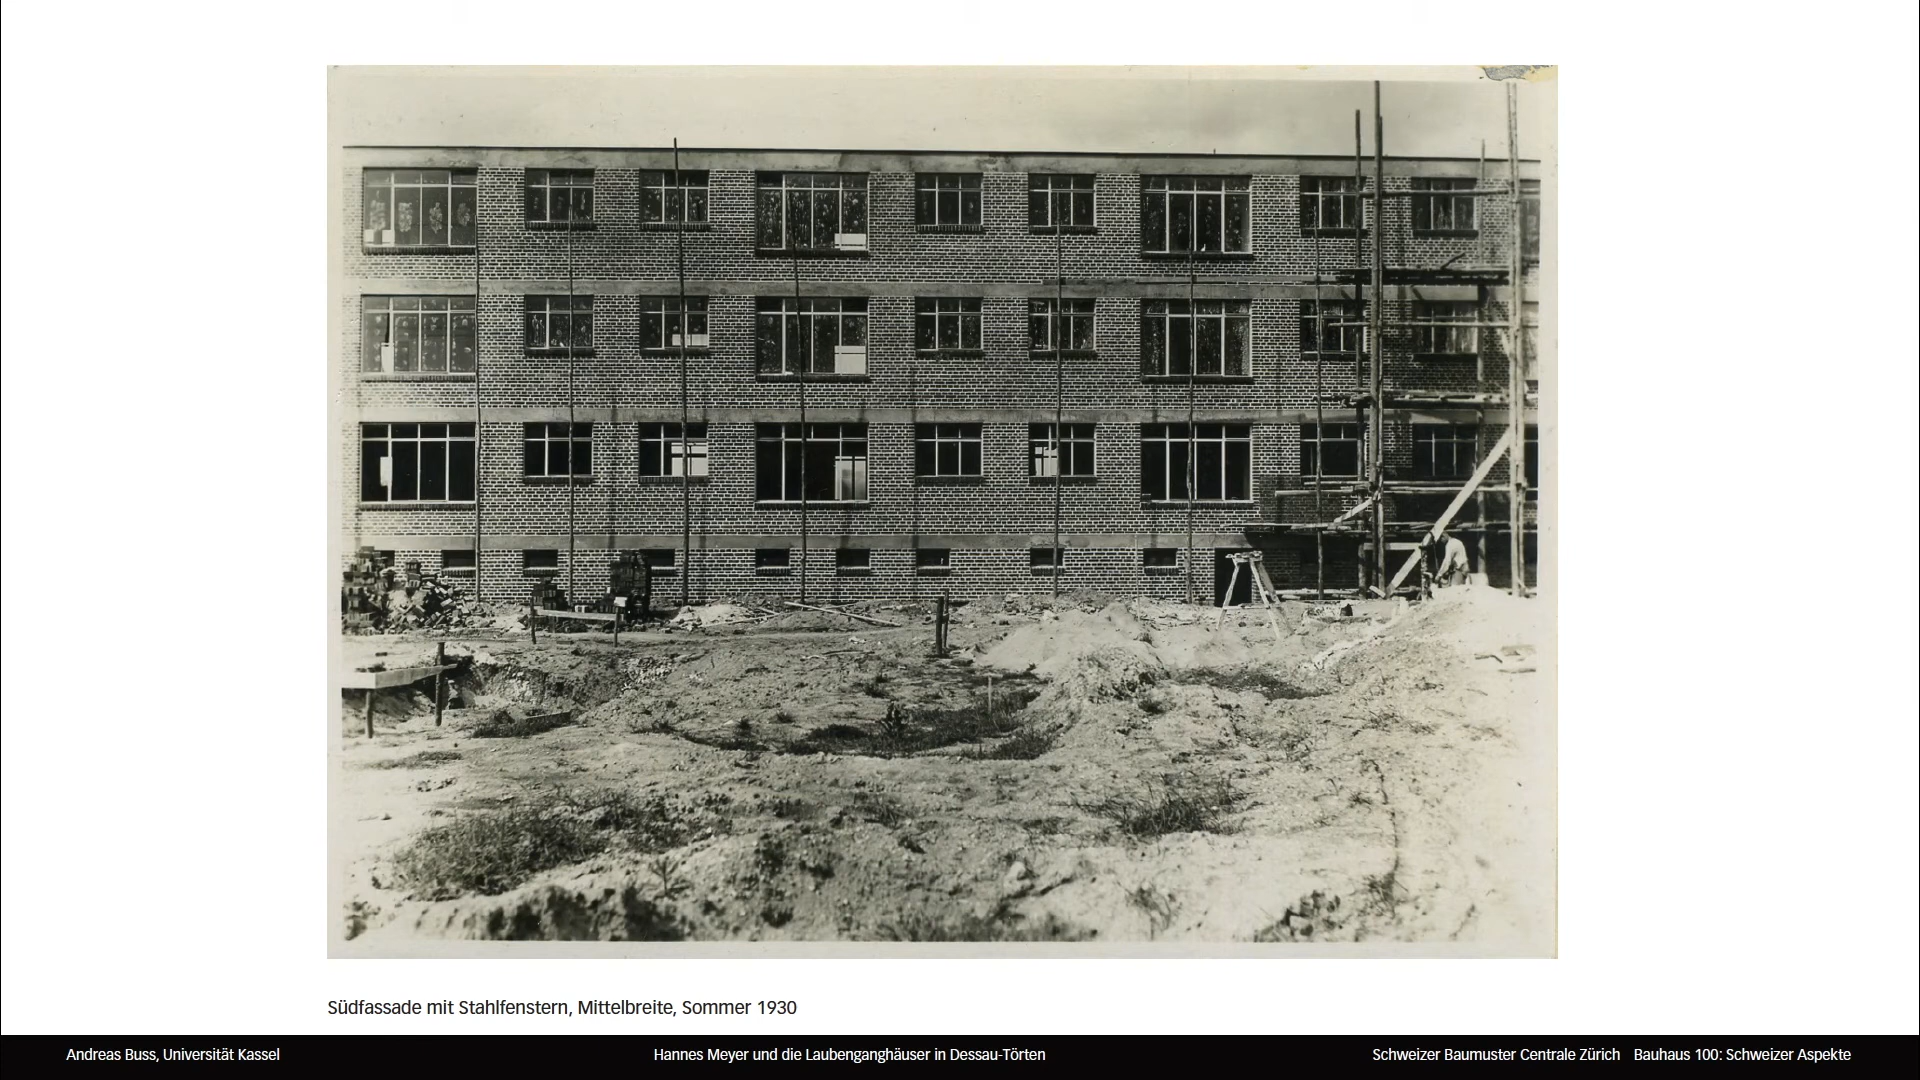 Südfassade mit Stahlfenstern, Mittelbreite, Sommer 1930
Andreas Buss, Universität Kassel
Hannes Meyer und die Laubenganghäuser in Dessau-Törten
Schweizer Baumuster Centrale Zürich Bauhaus 100: Schweizer Aspekte